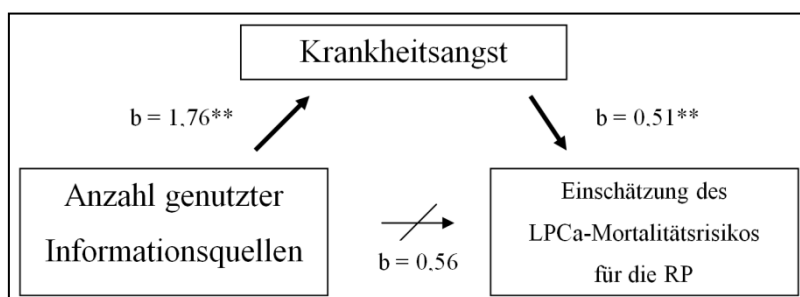 Krankheitsangst
b = 1,76**
b = 0,51**
Anzahl genutzter
Informationsquellen
b = 0,56
Einschätzung des
LPCa-Mortalitätsrisikos
für die RP